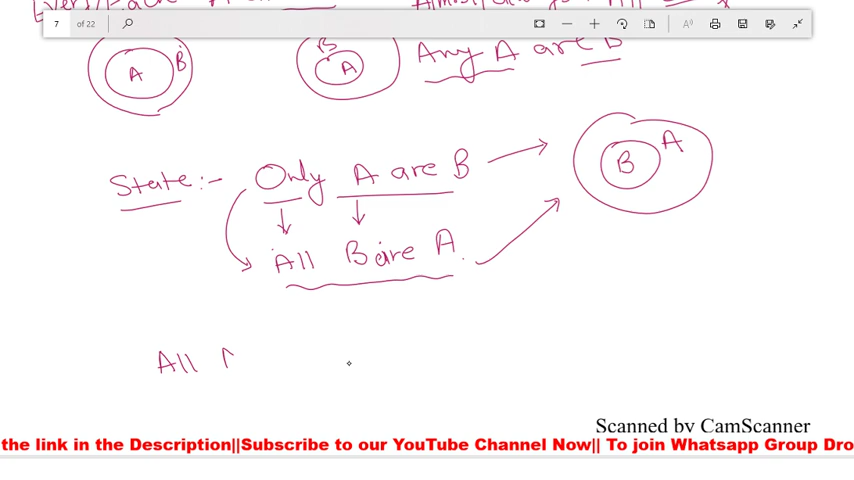 7 of 22
Any A are B
A B
B A
State:- Only A are B
B A
All B are A.
All
Scanned by CamScanner
the link in the Description||Subscribe to our YouTube Channel Now|| To join Whatsapp Group Dro